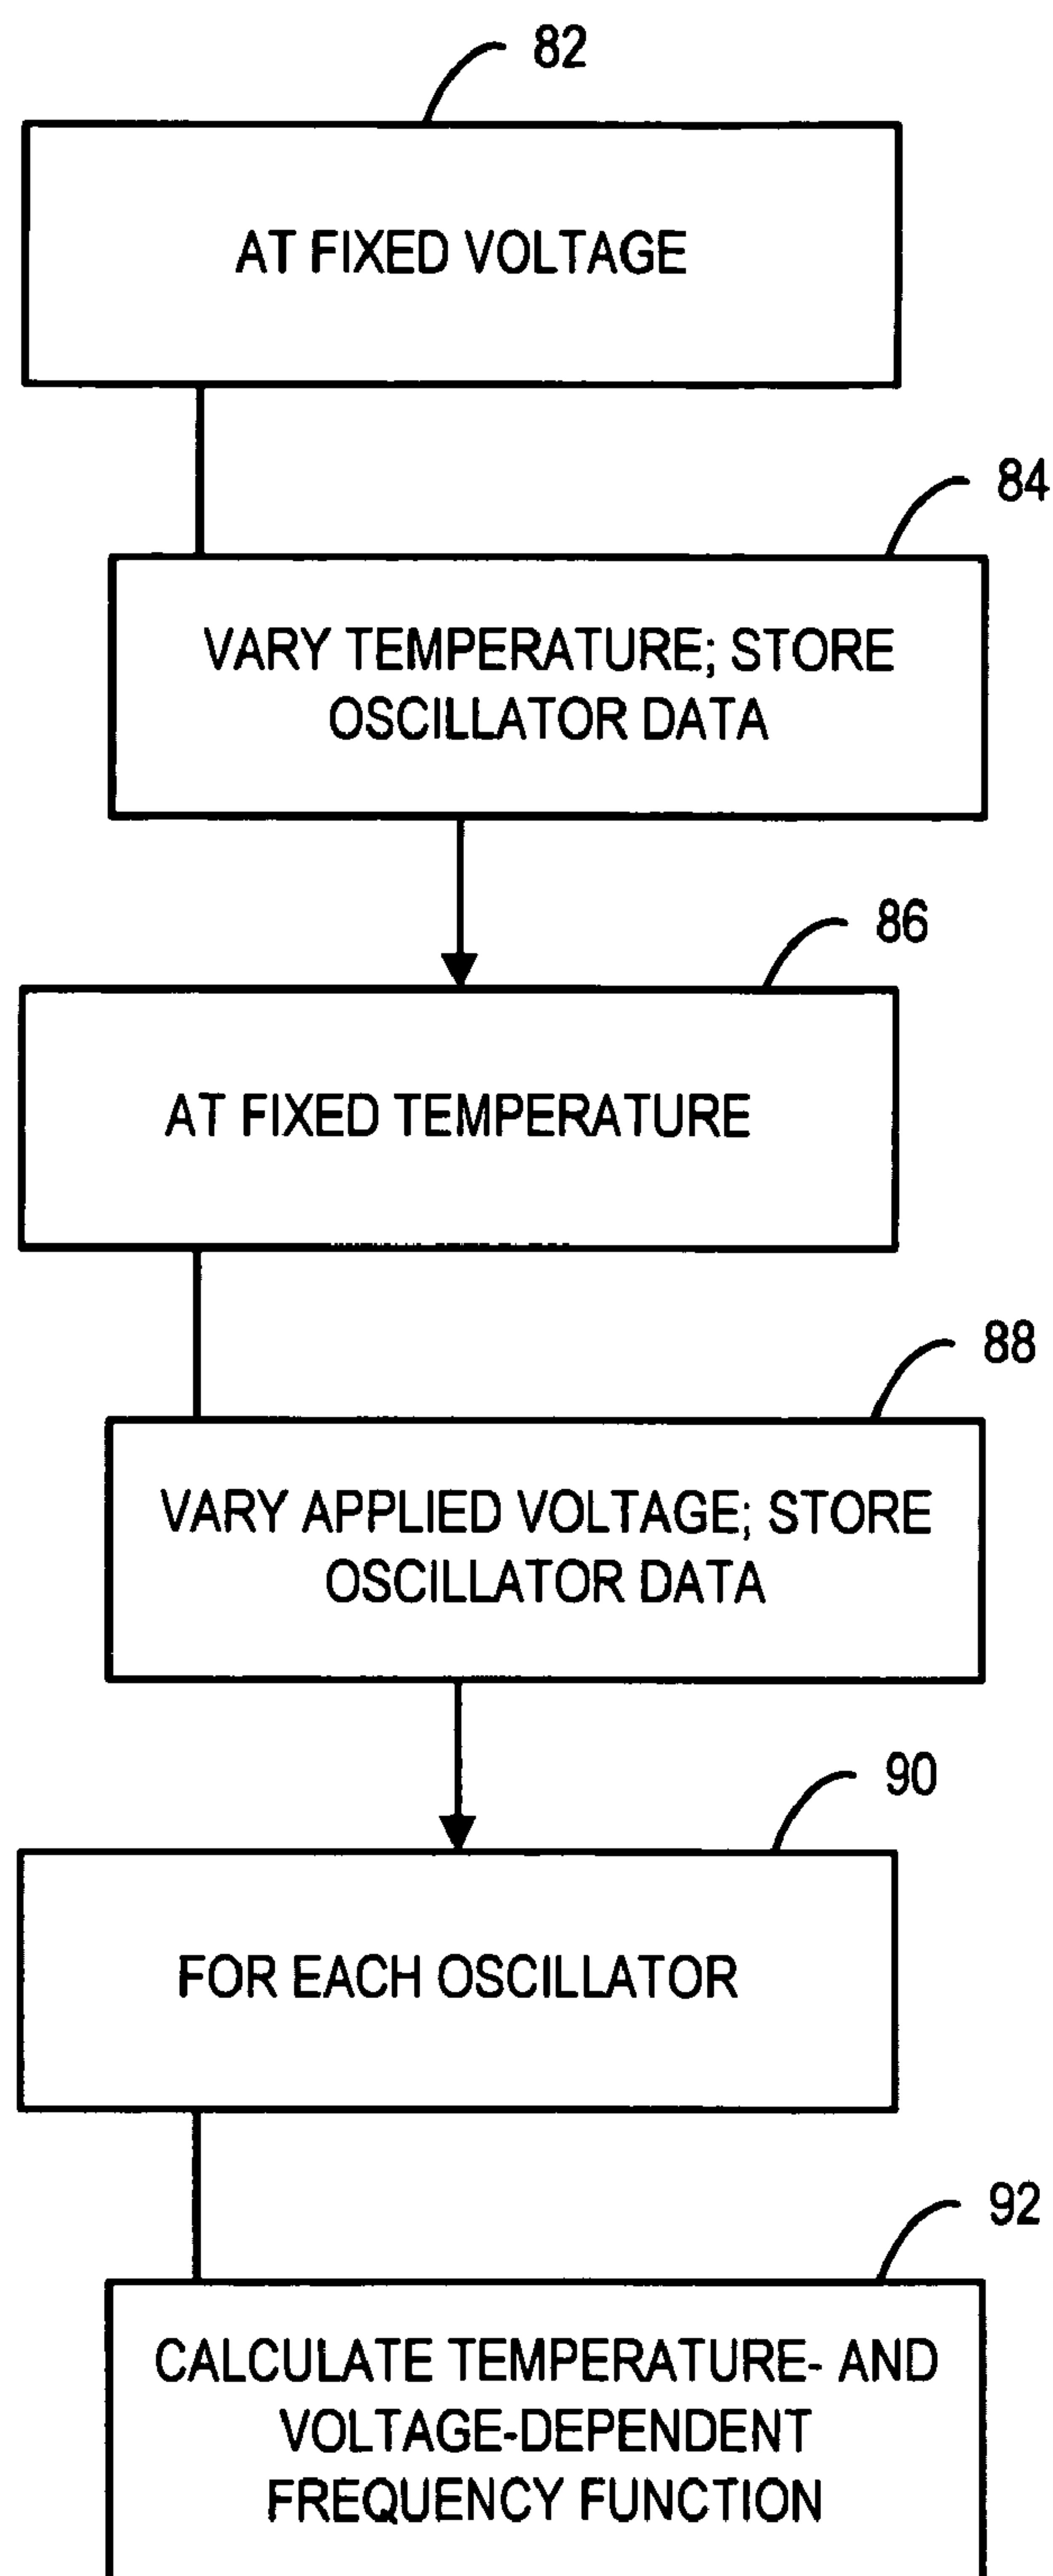 82
AT FIXED VOLTAGE
84
VARY TEMPERATURE; STORE
OSCILLATOR DATA
86
AT FIXED TEMPERATURE
88
VARY APPLIED VOLTAGE; STORE
OSCILLATOR DATA
90
FOR EACH OSCILLATOR
92
CALCULATE TEMPERATURE- AND
VOLTAGE-DEPENDENT
FREQUENCY FUNCTION